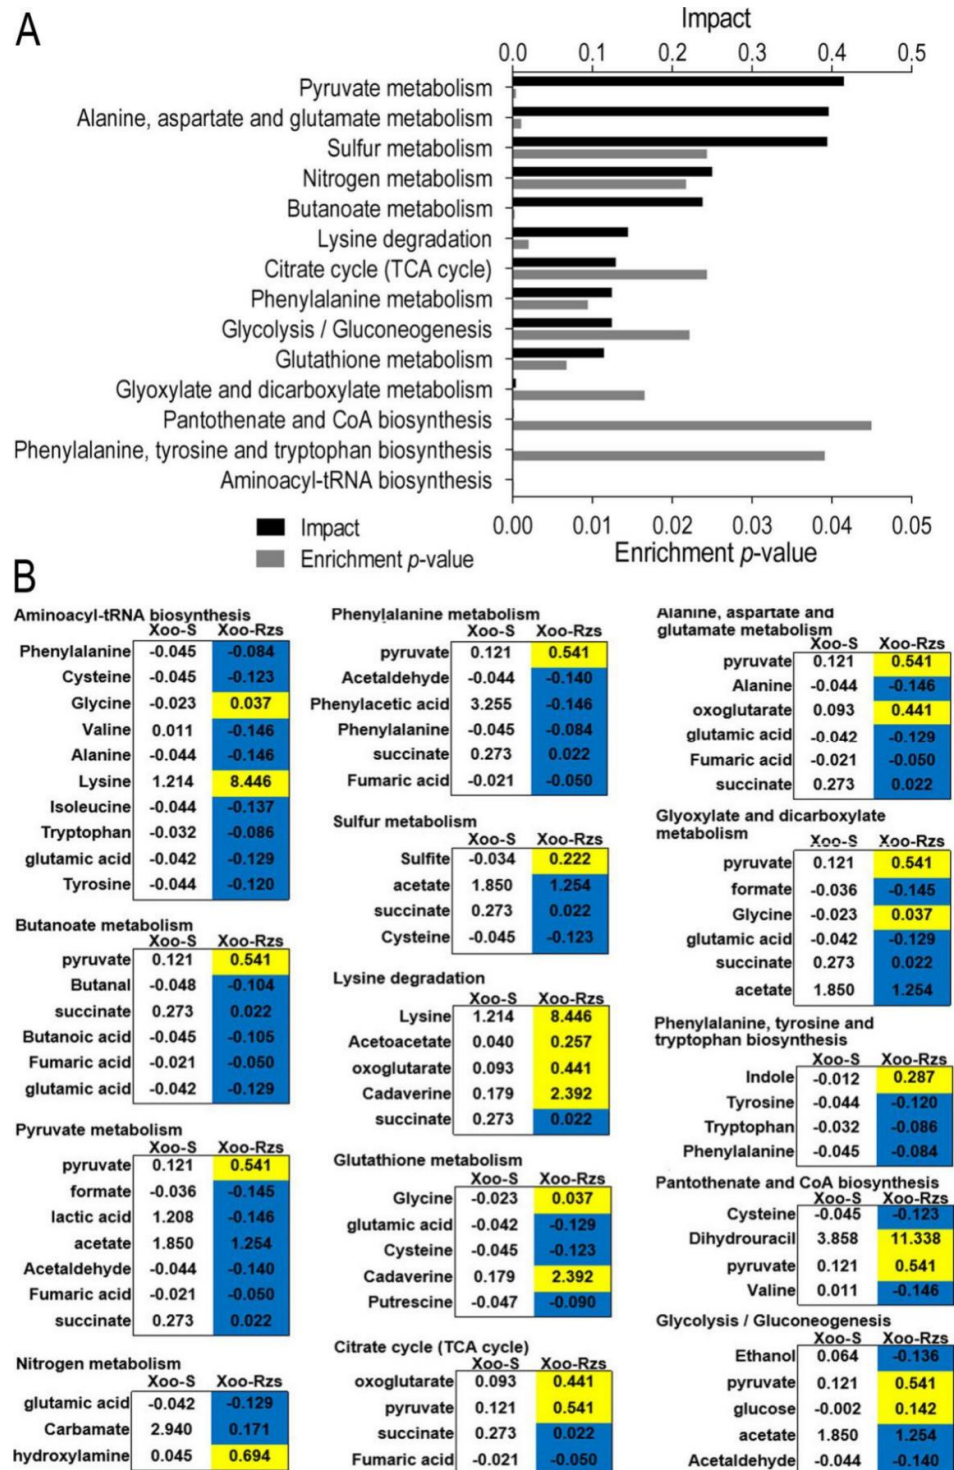 A
Impact
0.0 0.1 0.2 0.3 0.4 0.5
Pyruvate metabolism
Alanine, aspartate and glutamate metabolism
Sulfur metabolism
Nitrogen metabolism
Butanoate metabolism
Lysine degradation
Citrate cycle (TCA cycle)
Phenylalanine metabolism
Glycolysis / Gluconeogenesis
Glutathione metabolism
Glyoxylate and dicarboxylate metabolism
Pantothenate and CoA biosynthesis
Phenylalanine, tyrosine and tryptophan biosynthesis
Aminoacyl-tRNA biosynthesis
0.00 0.01 0.02 0.03 0.04 0.05
Enrichment p-value
Impact
Enrichment p-value
B
Aminoacyl-tRNA biosynthesis
Xoo-S Xoo-Rzs
Phenylalanine -0.045 -0.084
Cysteine -0.045 -0.123
Glycine -0.023 0.037
Valine 0.011 -0.146
Alanine -0.044 -0.146
Lysine 1.214 8.446
Isoleucine -0.044 -0.137
Tryptophan -0.032 -0.086
glutamic acid -0.042 -0.129
Tyrosine -0.044 -0.120
Butanoate metabolism
Xoo-S Xoo-Rzs
pyruvate 0.121 0.541
Butanal -0.048 -0.104
succinate 0.273 0.022
Butanoic acid -0.045 -0.105
Fumaric acid -0.021 -0.050
glutamic acid -0.042 -0.129
Pyruvate metabolism
Xoo-S Xoo-Rzs
pyruvate 0.121 0.541
formate -0.036 -0.145
lactic acid 1.208 -0.146
acetate 1.850 1.254
Acetaldehyde -0.044 -0.140
Fumaric acid -0.021 -0.050
succinate 0.273 0.022
Nitrogen metabolism
Xoo-S Xoo-Rzs
glutamic acid -0.042 -0.129
Carbamate 2.940 0.171
hydroxylamine 0.045 0.694
Phenylalanine metabolism
Xoo-S Xoo-Rzs
pyruvate 0.121 0.541
Acetaldehyde -0.044 -0.140
Phenylacetic acid 3.255 -0.146
Phenylalanine -0.045 -0.084
succinate 0.273 0.022
Fumaric acid -0.021 -0.050
Sulfur metabolism
Xoo-S Xoo-Rzs
Sulfite -0.034 0.222
acetate 1.850 1.254
succinate 0.273 0.022
Cysteine -0.045 -0.123
Lysine degradation
Xoo-S Xoo-Rzs
Lysine 1.214 8.446
Acetoacetate 0.040 0.257
oxoglutarate 0.093 0.441
Cadaverine 0.179 2.392
succinate 0.273 0.022
Glutathione metabolism
Xoo-S Xoo-Rzs
Glycine -0.023 0.037
glutamic acid -0.042 -0.129
Cysteine -0.045 -0.123
Cadaverine 0.179 2.392
Putrescine -0.047 -0.090
Citrate cycle (TCA cycle)
Xoo-S Xoo-Rzs
oxoglutarate 0.093 0.441
pyruvate 0.121 0.541
succinate 0.273 0.022
Fumaric acid -0.021 -0.050
Alanine, aspartate and
glutamate metabolism
Xoo-S Xoo-Rzs
pyruvate 0.121 0.541
Alanine -0.044 -0.146
oxoglutarate 0.093 0.441
glutamic acid -0.042 -0.129
Fumaric acid -0.021 -0.050
succinate 0.273 0.022
Glyoxylate and dicarboxylate
metabolism
Xoo-S Xoo-Rzs
pyruvate 0.121 0.541
formate -0.036 -0.145
Glycine -0.023 0.037
glutamic acid -0.042 -0.129
succinate 0.273 0.022
acetate 1.850 1.254
Phenylalanine, tyrosine and
tryptophan biosynthesis
Xoo-S Xoo-Rzs
Indole -0.012 0.287
Tyrosine -0.044 -0.120
Tryptophan -0.032 -0.086
Phenylalanine -0.045 -0.084
Pantothenate and CoA biosynthesis
Xoo-S Xoo-Rzs
Cysteine -0.045 -0.123
Dihydrouracil 3.858 11.338
pyruvate 0.121 0.541
Valine 0.011 -0.146
Glycolysis / Gluconeogenesis
Xoo-S Xoo-Rzs
Ethanol 0.064 -0.136
pyruvate 0.121 0.541
glucose -0.002 0.142
acetate 1.850 1.254
Acetaldehyde -0.044 -0.140